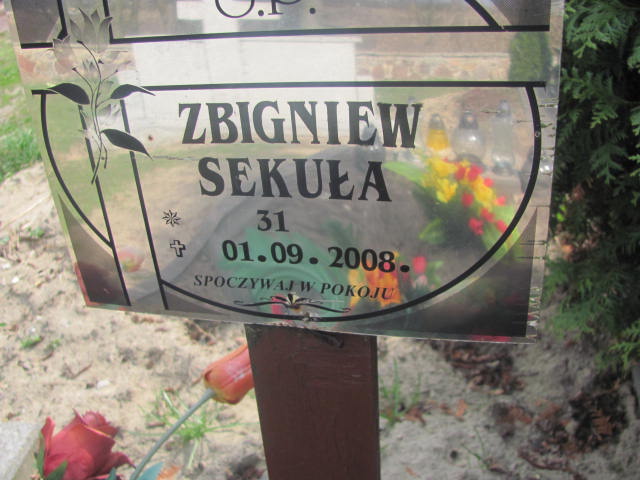 Ś.P.
ZBIGNIEW
SEKUŁA
31
01.09.2008.
SPOCZYWAJ W POKOJU